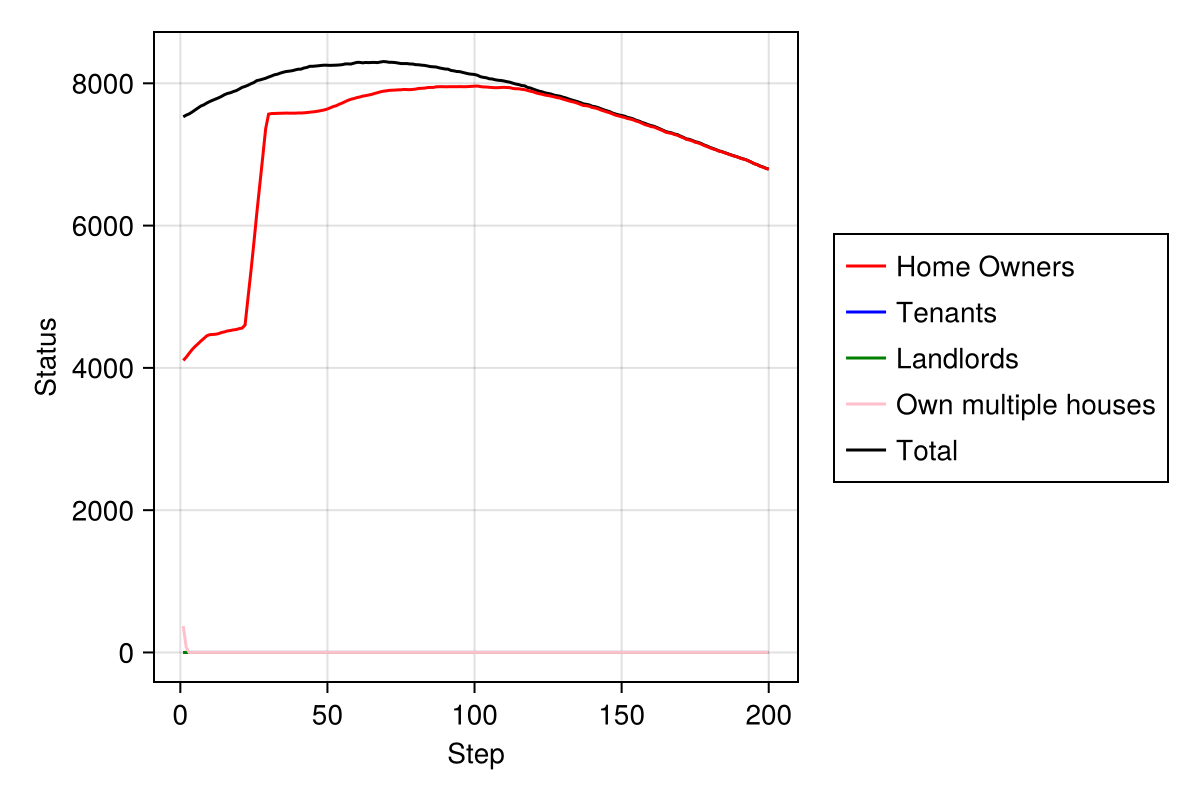 8000
6000
4000
2000
0
Status
0 50 100 150 200
Step
Home Owners
Tenants
Landlords
Own multiple houses
Total